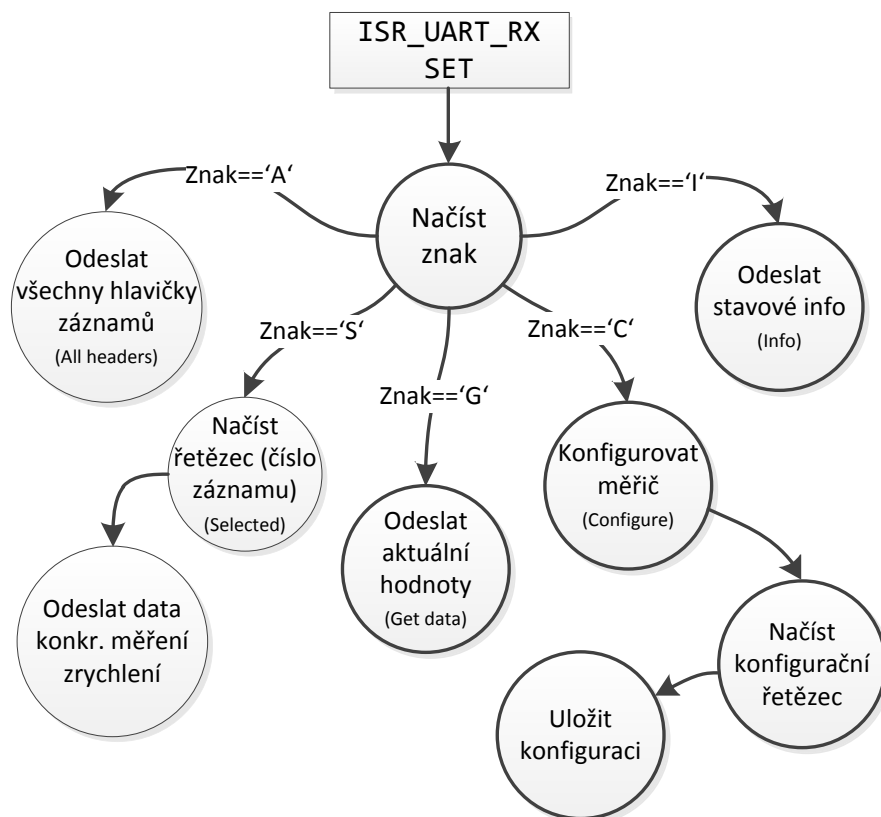 ISR_UART_RX
SET
Znak==‘A‘
Znak==‘I‘
Načíst
znak
Odeslat
všechny hlavičky
záznamů
(All headers)
Odeslat
stavové info
(Info)
Znak==‘S‘
Znak==‘C‘
Znak==‘G‘
Načíst
řetězec (číslo
záznamu)
(Selected)
Konfigurovat
měřič
(Configure)
Odeslat
aktuální
hodnoty
(Get data)
Odeslat data
konkr. měření
zrychlení
Načíst
konfigurační
řetězec
Uložit
konfiguraci